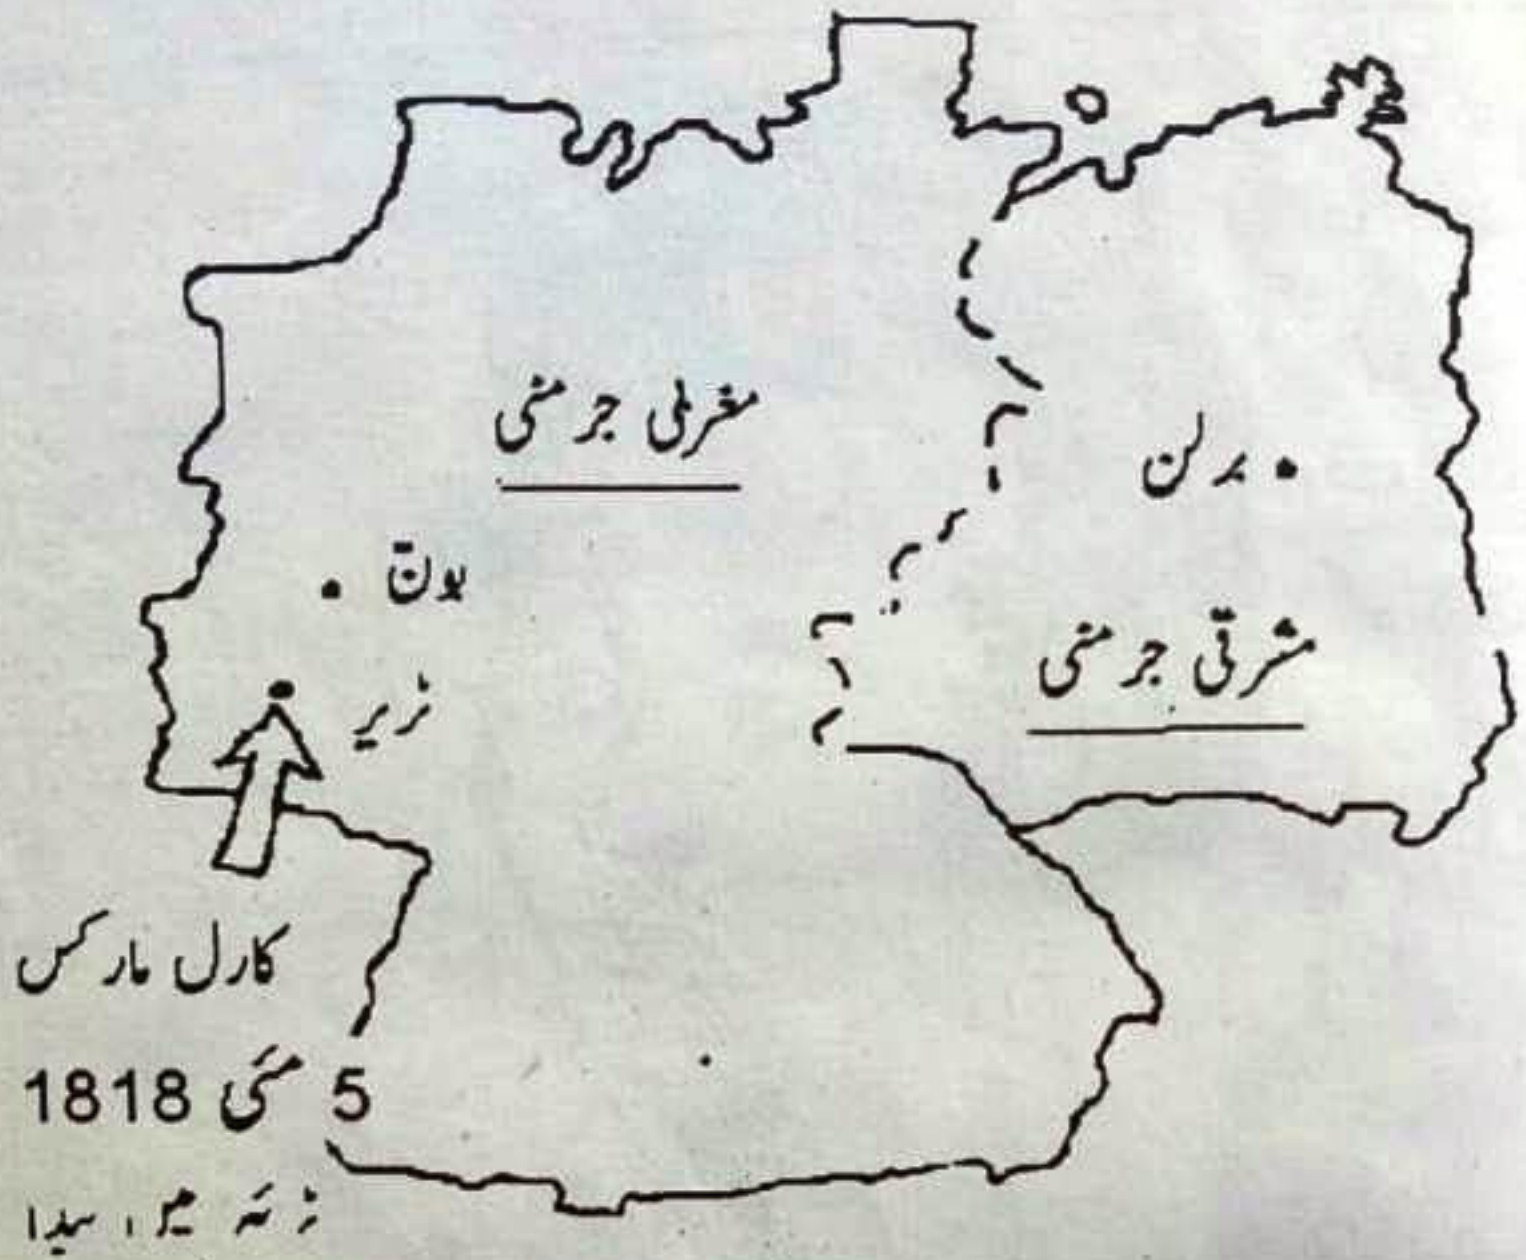 مغربی جرمنی
برلن
بون
مشرقی جرمنی
ٹریر
کارل مارکس
5 مئی 1818